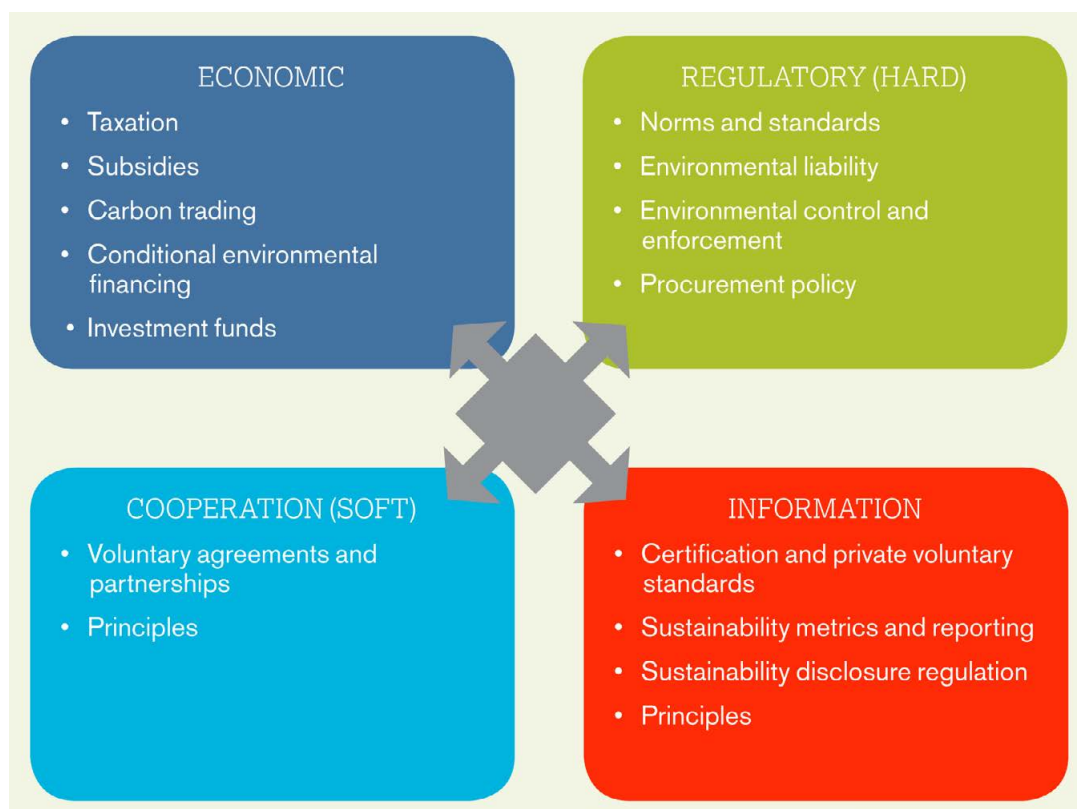 ECONOMIC
• Taxation
• Subsidies
• Carbon trading
• Conditional environmental
financing
• Investment funds
REGULATORY (HARD)
• Norms and standards
• Environmental liability
• Environmental control and
enforcement
• Procurement policy
COOPERATION (SOFT)
• Voluntary agreements and
partnerships
• Principles
INFORMATION
• Certification and private voluntary
standards
• Sustainability metrics and reporting
• Sustainability disclosure regulation
• Principles